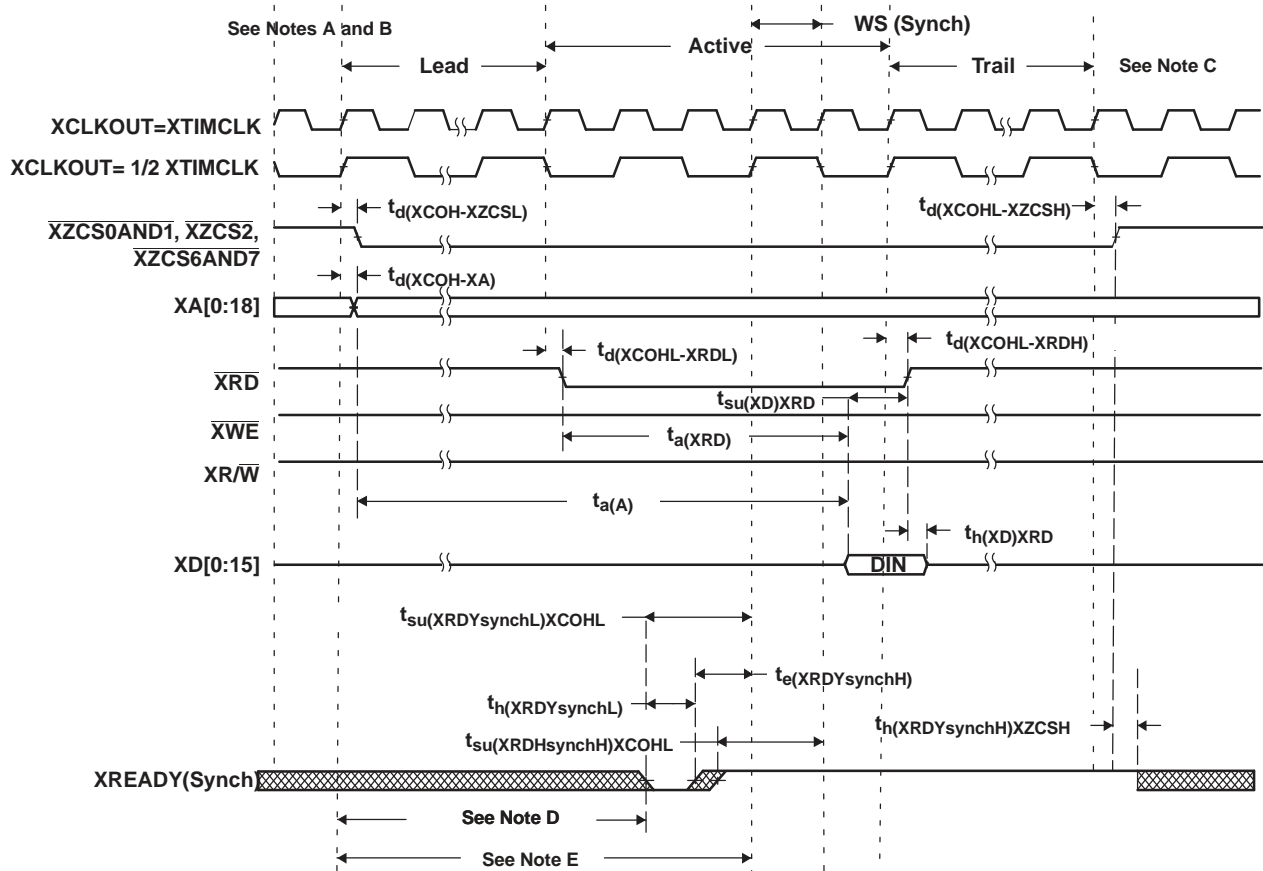 WS (Synch)
See Notes A and B
Active
Lead
Trail
See Note C
XCLKOUT=XTIMCLK
XCLKOUT= 1/2 XTIMCLK
td(XCOH-XZCSL)
td(XCOHL-XZCSH)
XZCS0AND1, XZCS2,
XZCS6AND7
td(XCOH-XA)
XA[0:18]
td(XCOHL-XRDL)
td(XCOHL-XRDH)
XRD
tsu(XD)XRD
XWE
ta(XRD)
XR/W
ta(A)
th(XD)XRD
XD[0:15]
DIN
tsu(XRDYsynchL)XCOHL
te(XRDYsynchH)
th(XRDYsynchL)
th(XRDYsynchH)XZCSH
tsu(XRDHsynchH)XCOHL
XREADY(Synch)
See Note D
See Note E